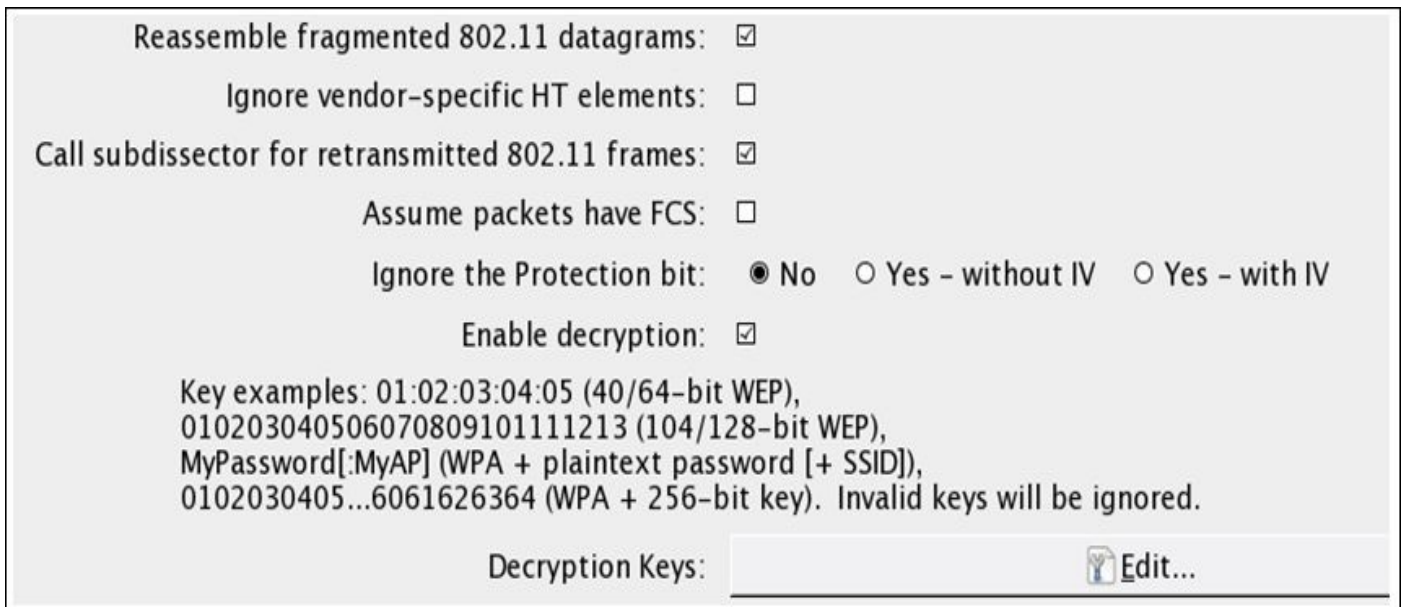 Reassemble fragmented 802.11 datagrams:
Ignore vendor-specific HT elements:
Call subdissector for retransmitted 802.11 frames:
Assume packets have FCS:
Ignore the Protection bit: No Yes - without IV Yes - with IV
Enable decryption:
Key examples: 01:02:03:04:05 (40/64-bit WEP),
010203040506070809101111213 (104/128-bit WEP),
MyPassword[:MyAP] (WPA + plaintext password [+ SSID]),
0102030405...6061626364 (WPA + 256-bit key). Invalid keys will be ignored.
Decryption Keys: Edit...